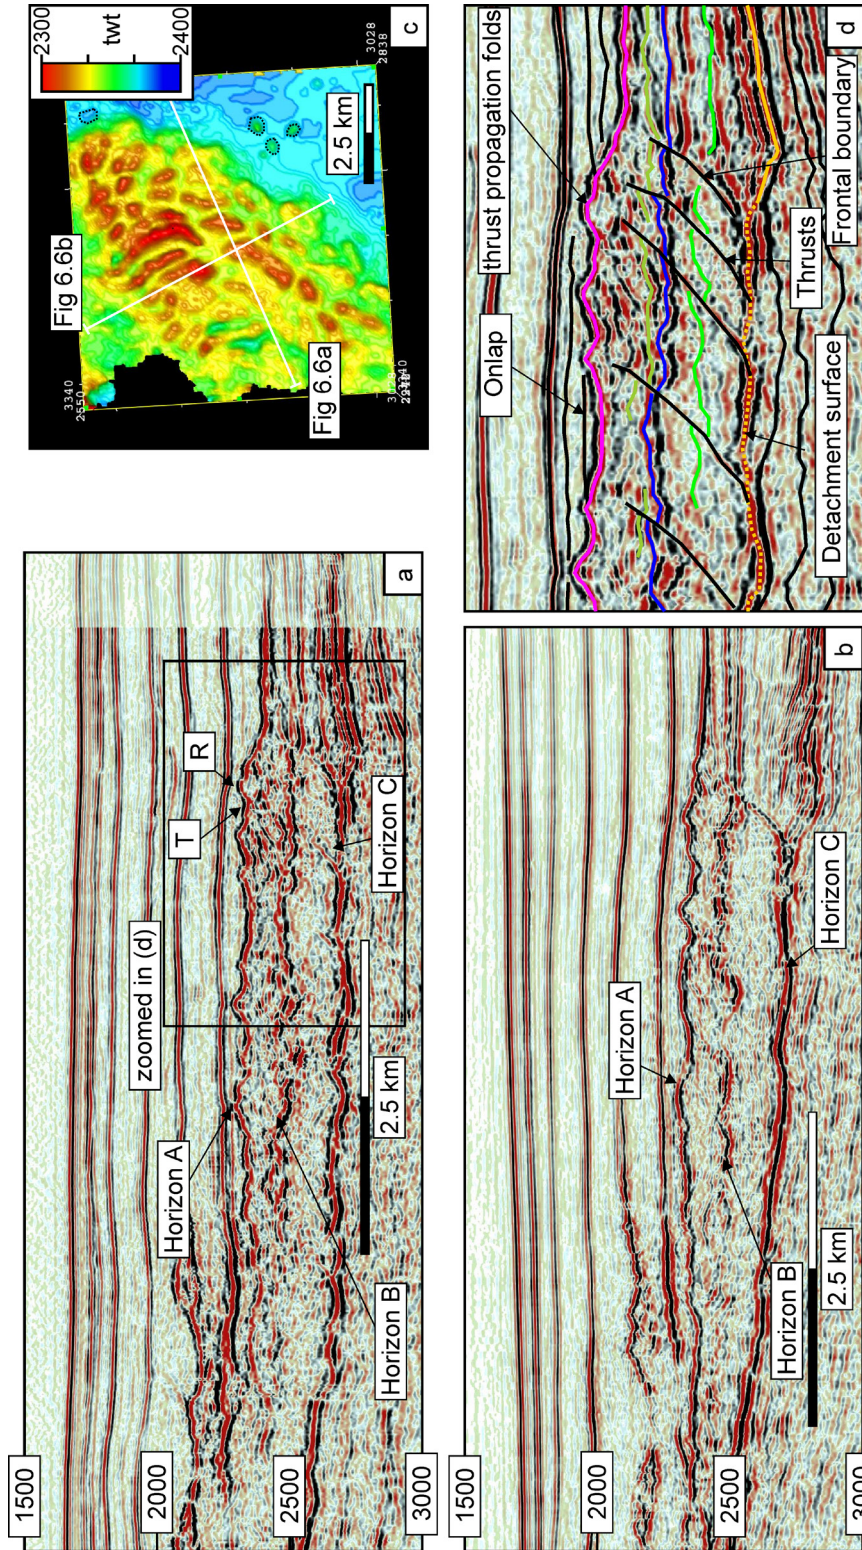 1500
2000
2500
3000
zoomed in (d)
T
R
Horizon A
Horizon B
Horizon C
2.5 km
a
Fig 6.6b
Fig 6.6a
2300
twt
2400
3340
2550
3028
2838
2.5 km
c
1500
2000
2500
3000
Horizon A
Horizon B
Horizon C
2.5 km
b
Onlap
thrust propagation folds
Detachment surface
Thrusts
Frontal boundary
d